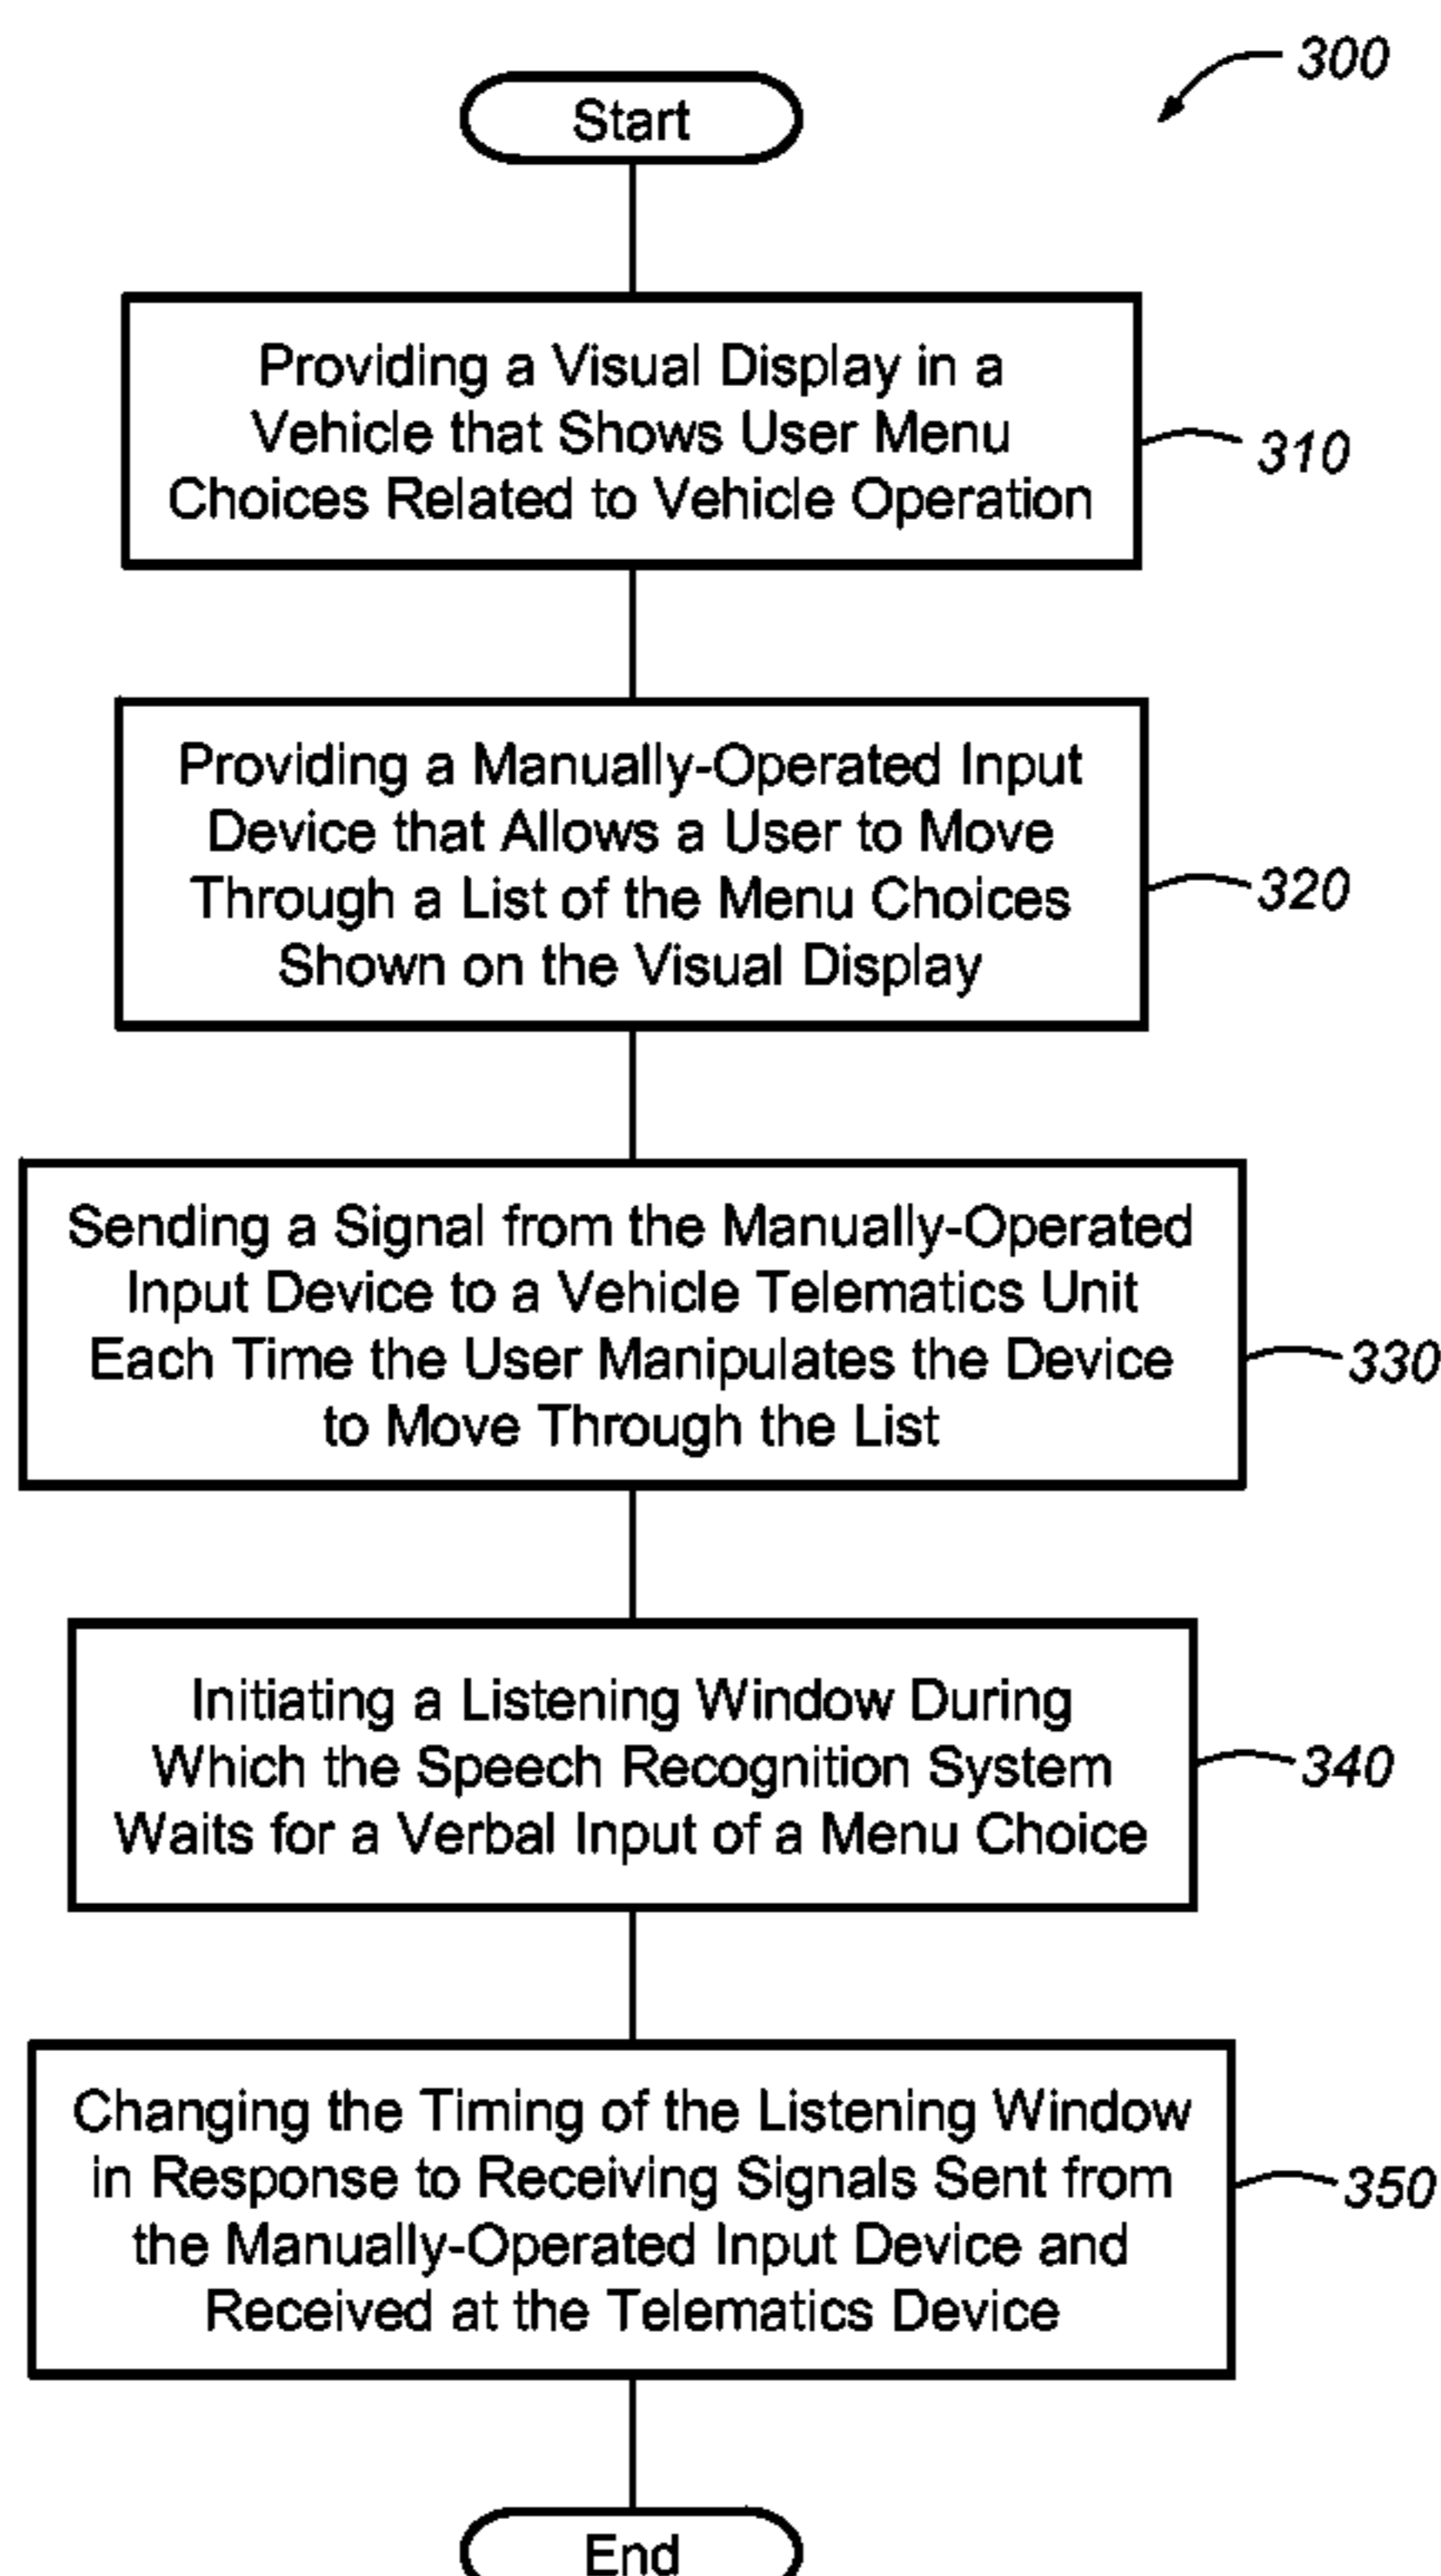 300
Start
Providing a Visual Display in a
Vehicle that Shows User Menu
Choices Related to Vehicle Operation
310
Providing a Manually-Operated Input
Device that Allows a User to Move
Through a List of the Menu Choices
Shown on the Visual Display
320
Sending a Signal from the Manually-Operated
Input Device to a Vehicle Telematics Unit
Each Time the User Manipulates the Device
to Move Through the List
330
Initiating a Listening Window During
Which the Speech Recognition System
Waits for a Verbal Input of a Menu Choice
340
Changing the Timing of the Listening Window
in Response to Receiving Signals Sent from
the Manually-Operated Input Device and
Received at the Telematics Device
350
End